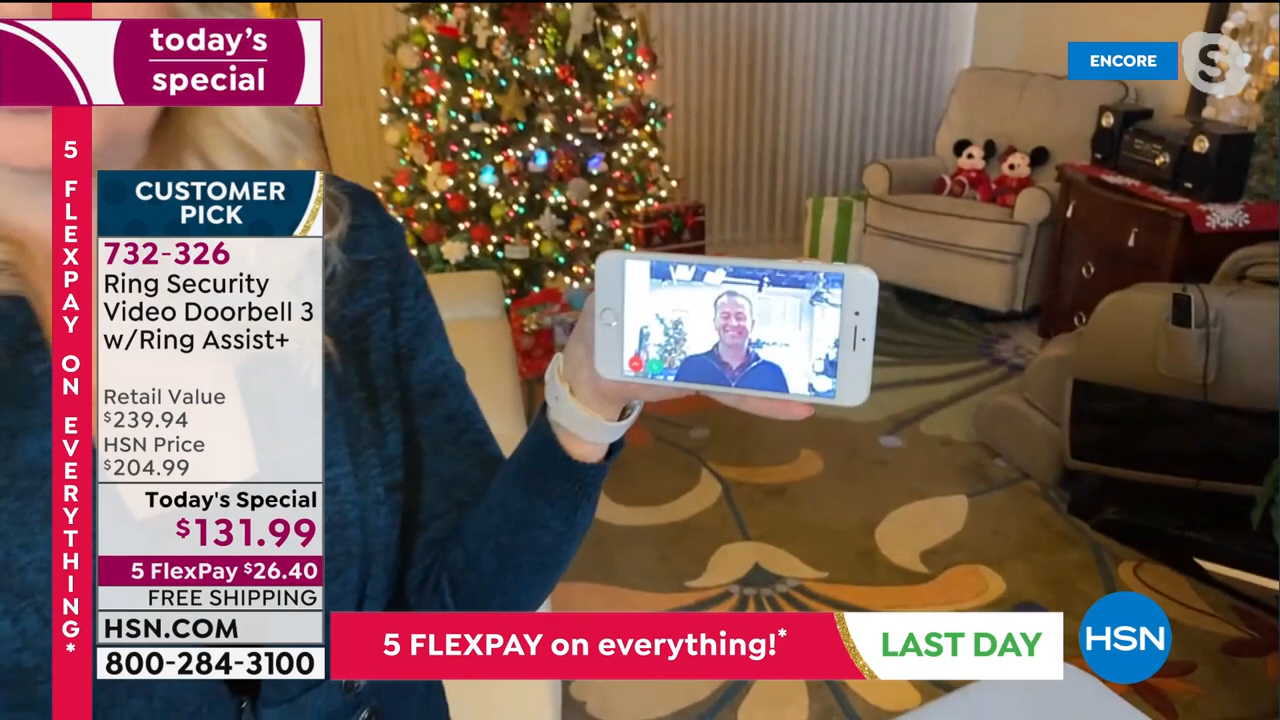 today's
special
ENCORE
S
5 FLEXPAY ON EVERYTHING*
CUSTOMER
PICK
732-326
Ring Security
Video Doorbell 3
w/Ring Assist+
Retail Value
$239.94
HSN Price
$204.99
Today's Special
$131.99
5 FlexPay $26.40
FREE SHIPPING
HSN.COM
800-284-3100
5 FLEXPAY on everything!*
LAST DAY
HSN